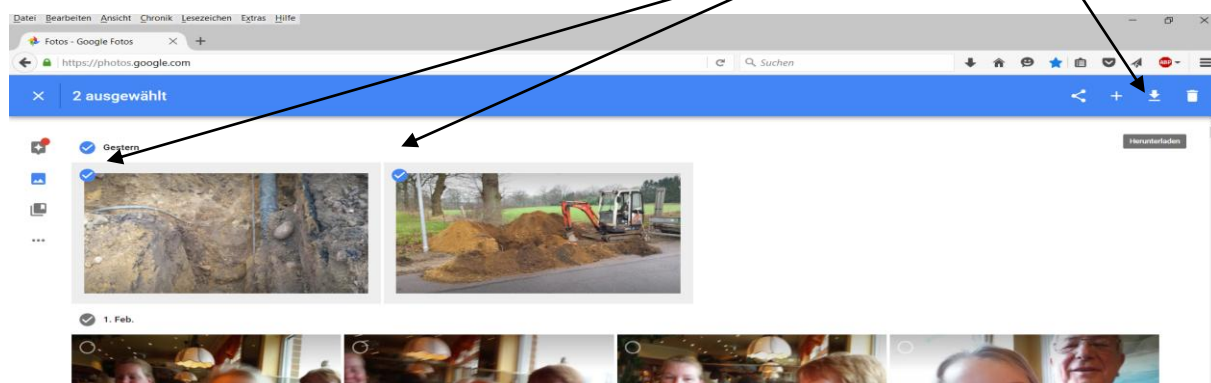 Datei Bearbeiten Ansicht Chronik Lesezeichen Extras Hilfe
Fotos - Google Fotos
https://photos.google.com
Suchen
ABP
2 ausgewählt
Herunterladen
Gestern
1. Feb.